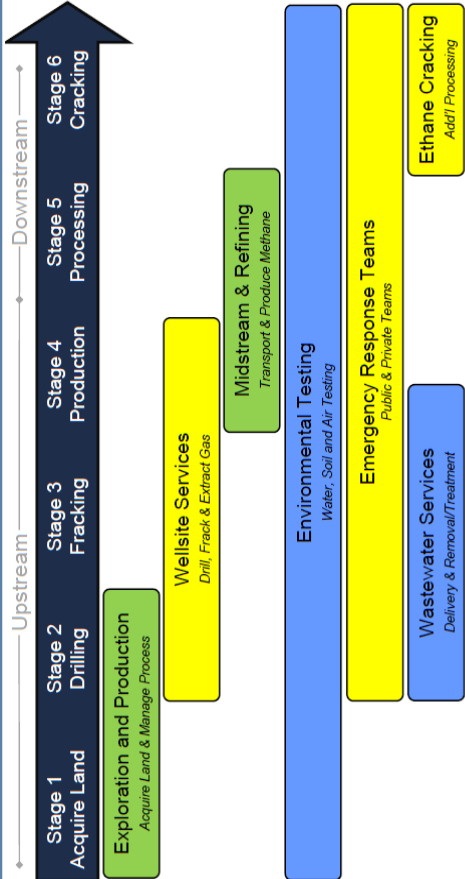 Upstream
Downstream
Stage 1
Acquire Land
Stage 2
Drilling
Stage 3
Fracking
Stage 4
Production
Stage 5
Processing
Stage 6
Cracking
Exploration and Production
Acquire Land & Manage Process
Wellsite Services
Drill, Frack & Extract Gas
Midstream & Refining
Transport & Produce Methane
Environmental Testing
Water, Soil and Air Testing
Emergency Response Teams
Public & Private Teams
Wastewater Services
Delivery & Removal/Treatment
Ethane Cracking
Add'l Processing